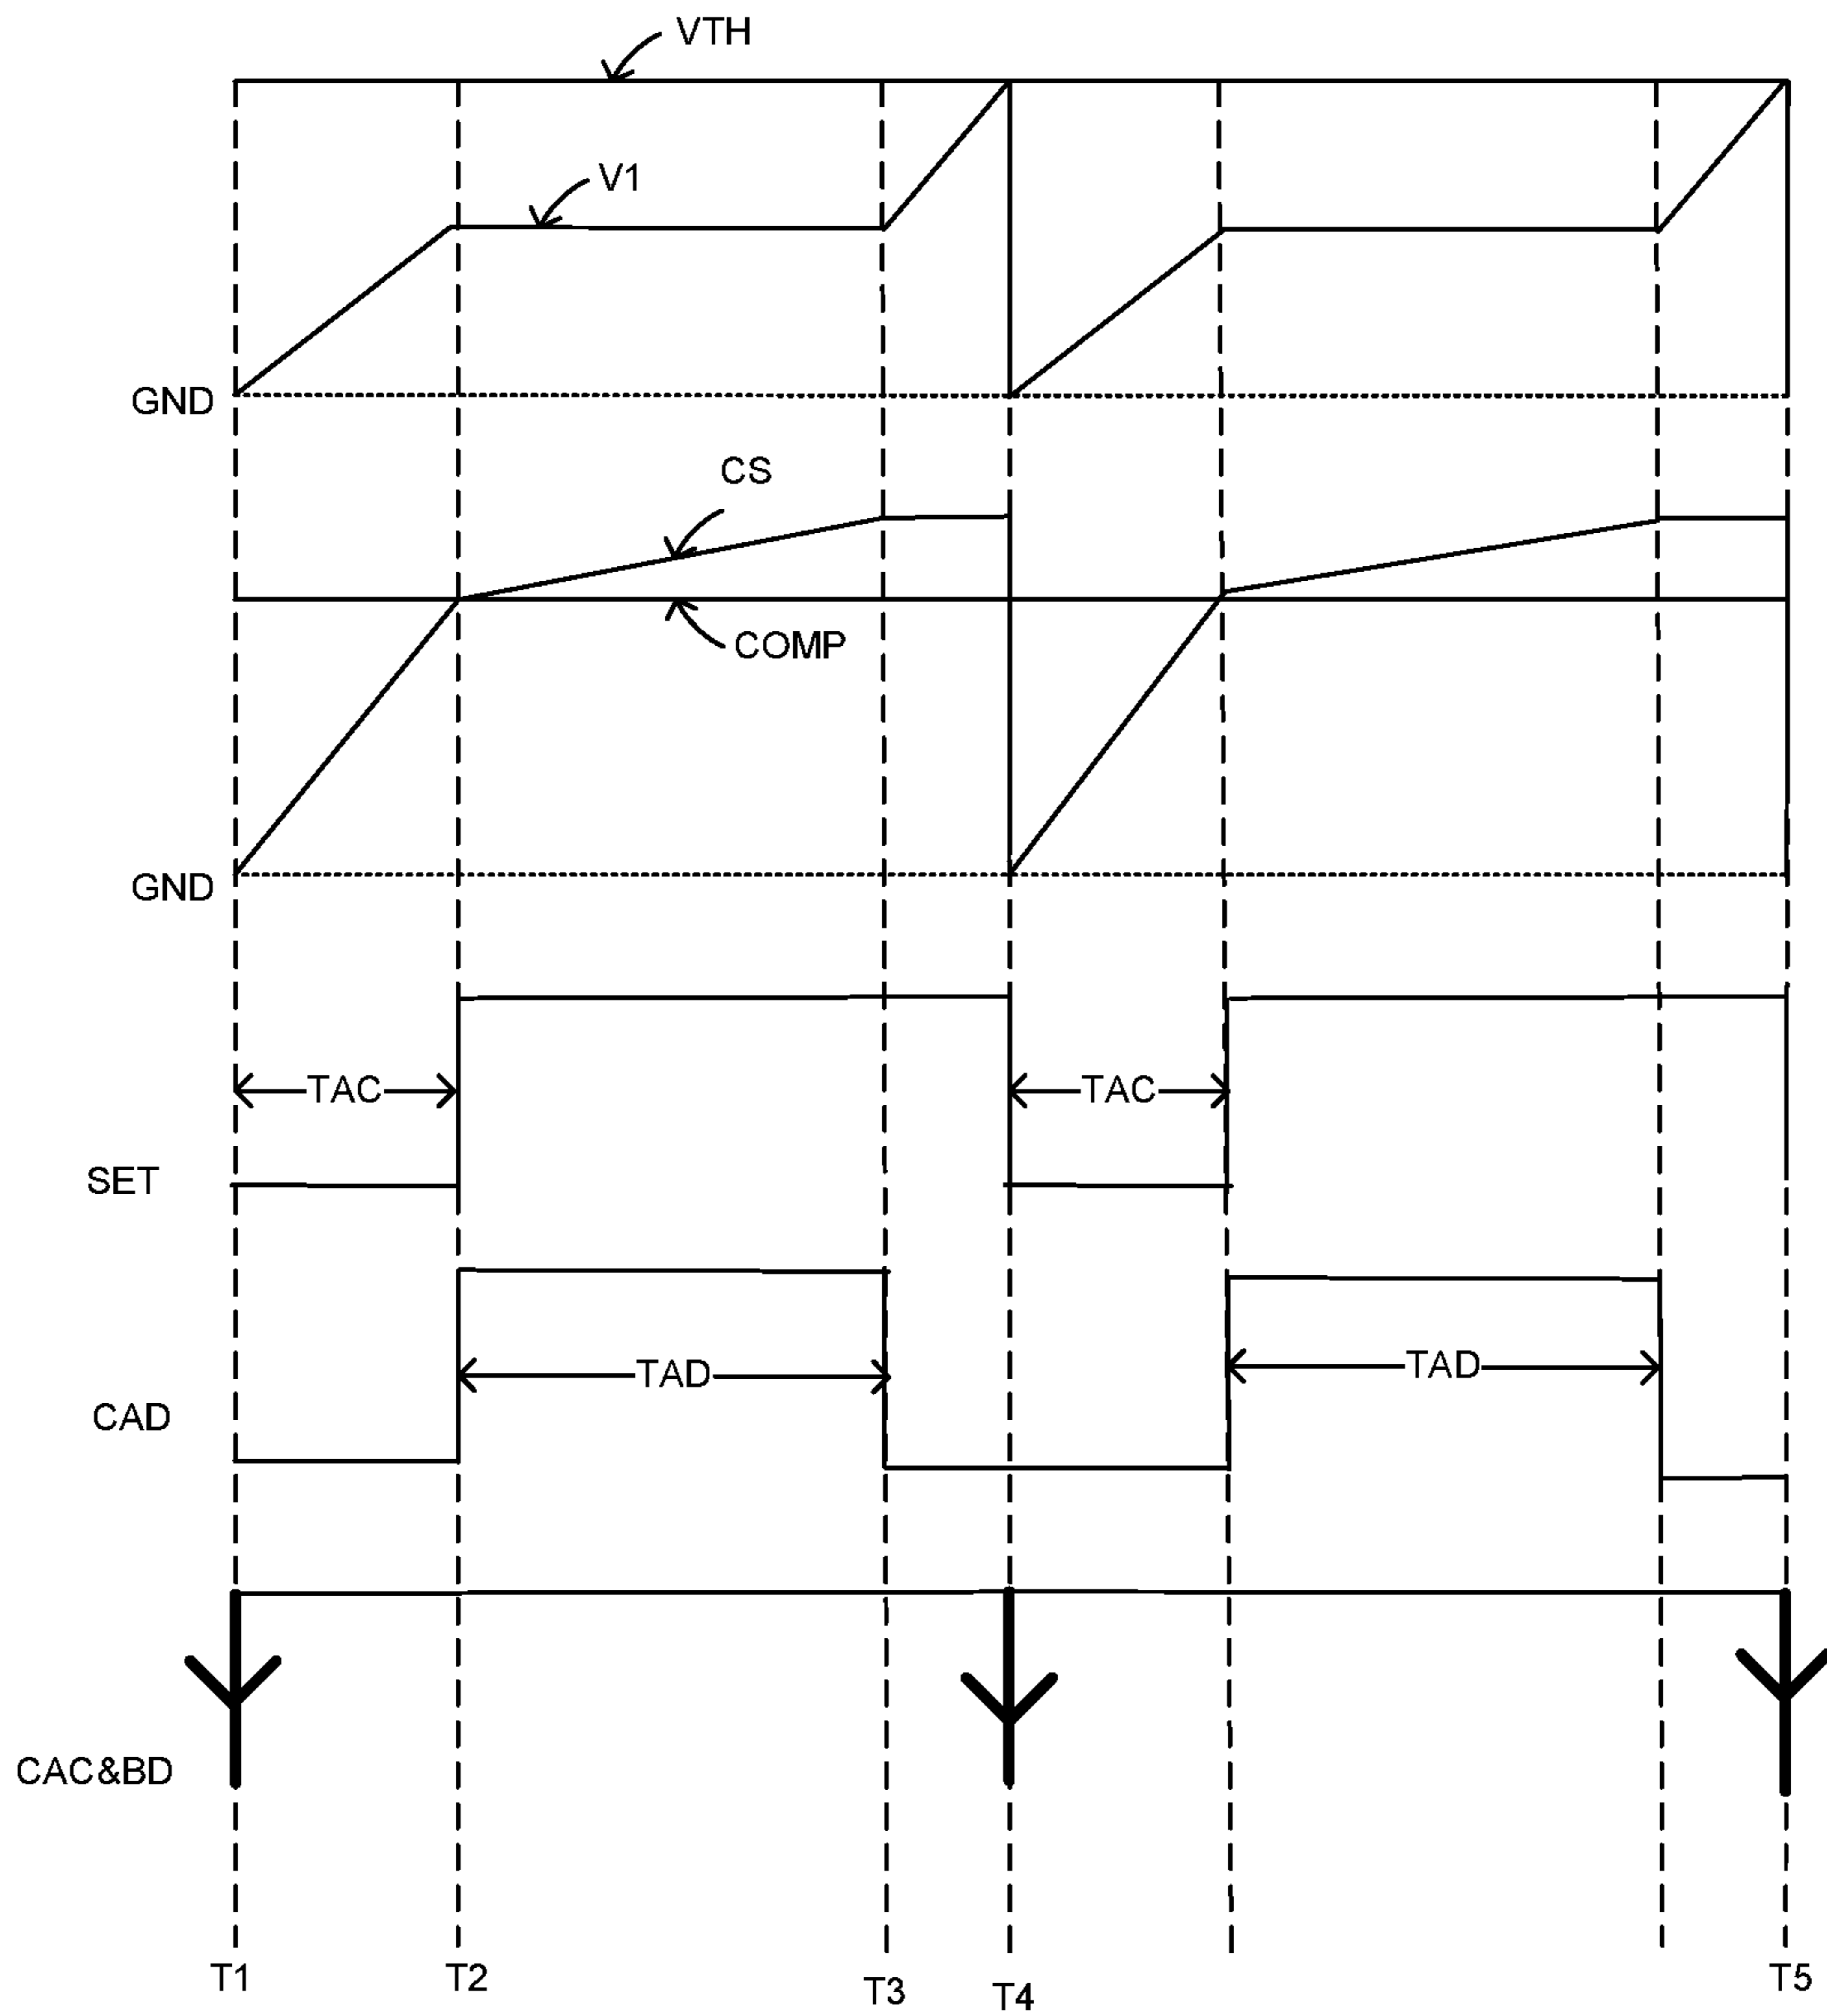 VTH
V1
GND
CS
COMP
GND
TAC
TAC
SET
TAD
TAD
CAD
CAC&BD
T1
T2
T3
T4
T5